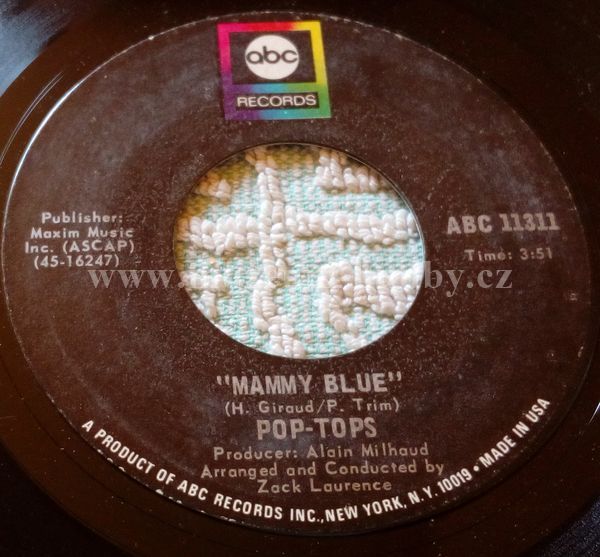 abc
RECORDS
Publisher:
Maxim Music
Inc. (ASCAP)
(45-16247)
ABC 11311
Time: 3:51
"MAMMY BLUE"
(H. Giraud/P. Trim)
POP-TOPS
Producer: Alain Milhaud
Arranged and Conducted by
Zack Laurence
A PRODUCT OF ABC RECORDS INC., NEW YORK, N.Y. 10019 • MADE IN USA